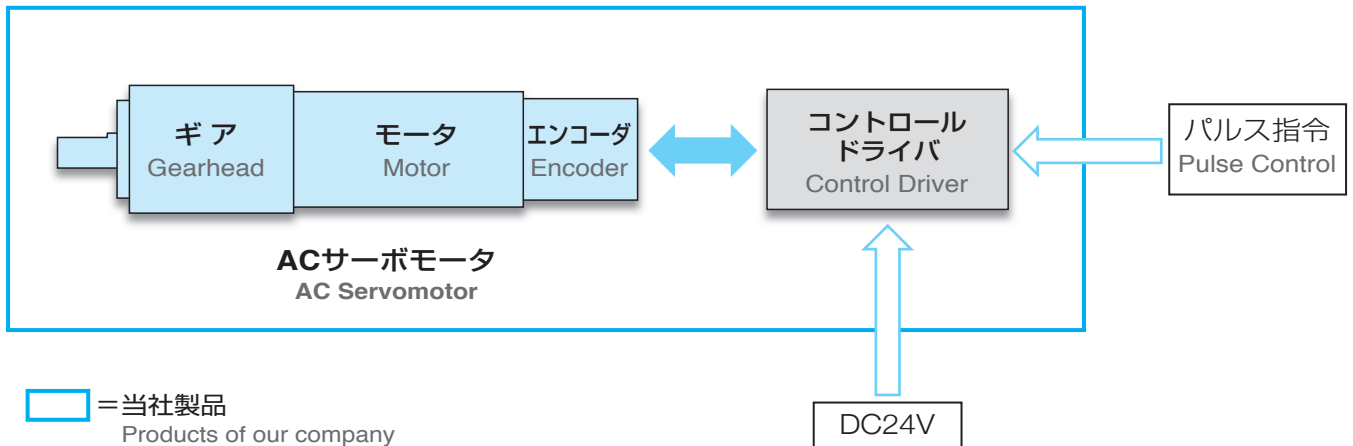 ギ ア
Gearhead
モータ
Motor
エンコーダ
Encoder
コントロール
ドライバ
Control Driver
パルス指令
Pulse Control
ACサーボモータ
AC Servomotor
=当社製品
Products of our company
DC24V